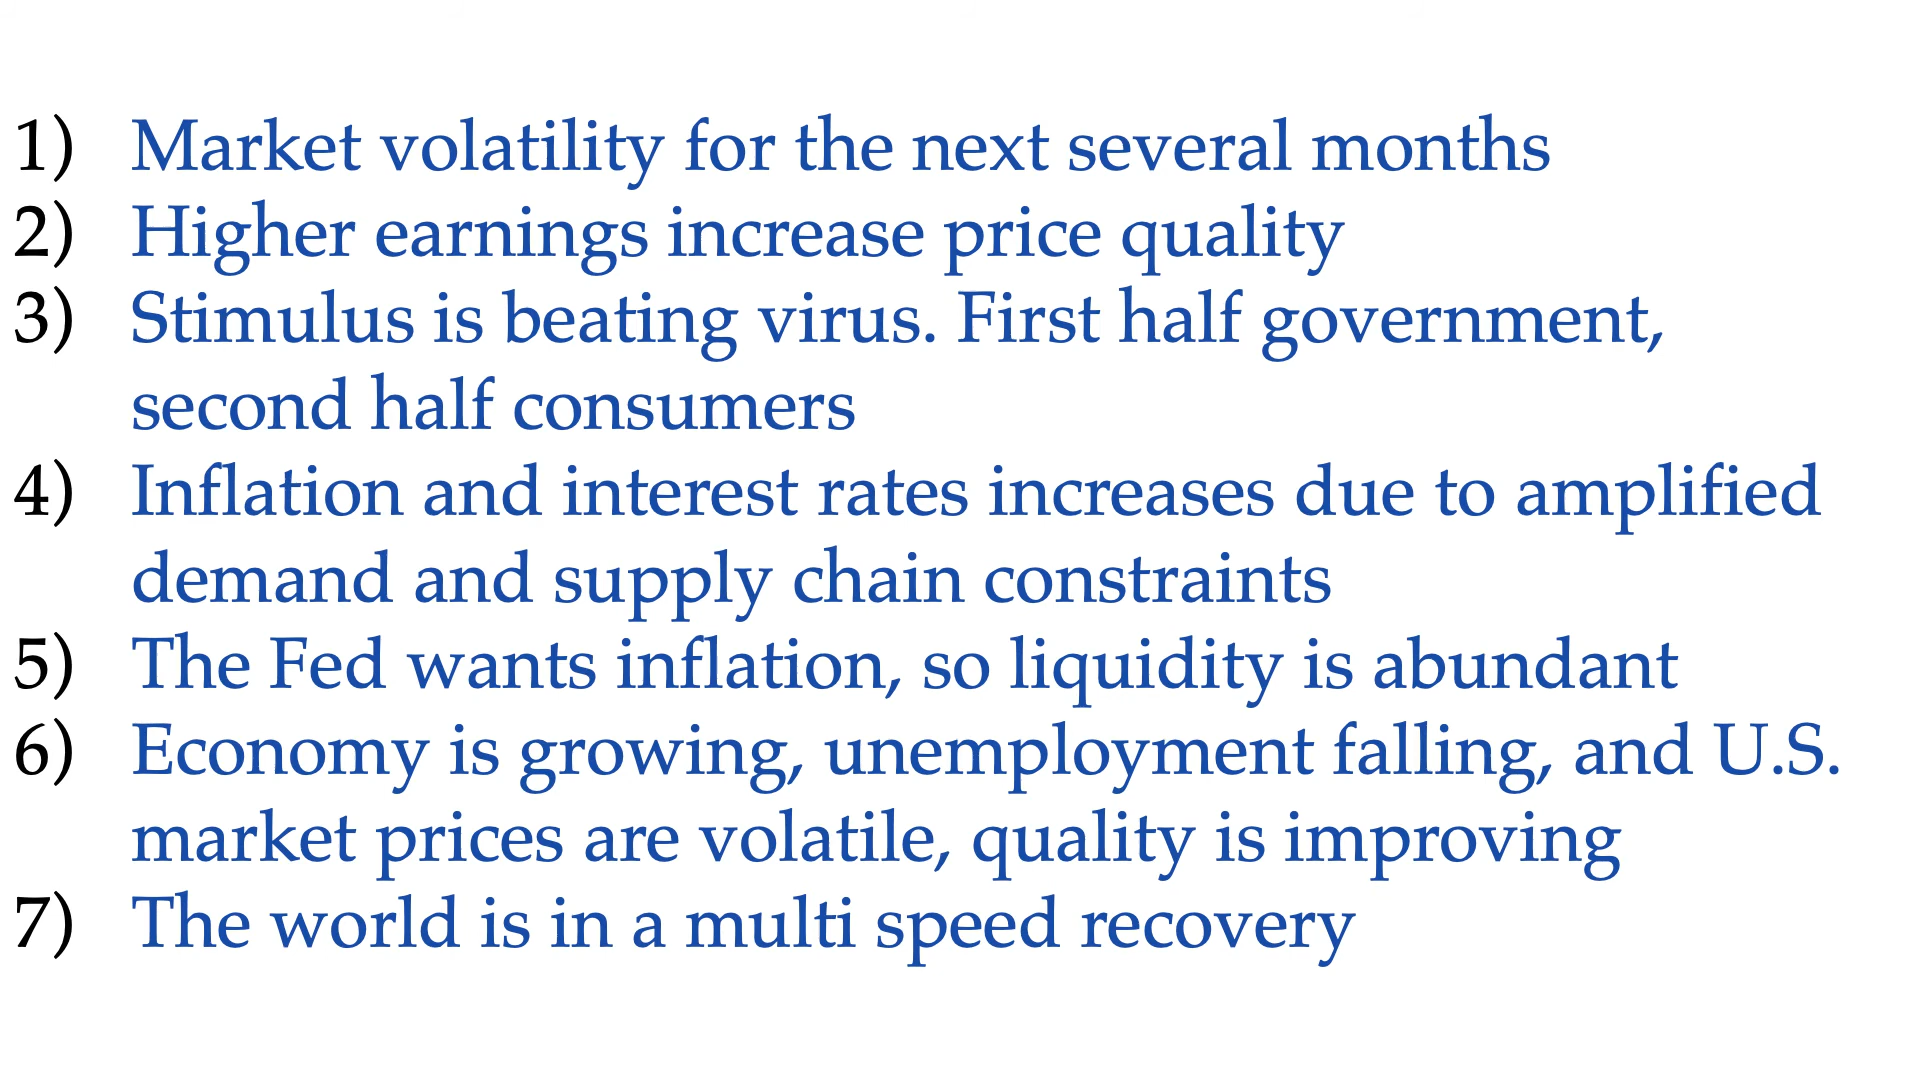 1) Market volatility for the next several months
2) Higher earnings increase price quality
3) Stimulus is beating virus. First half government,
second half consumers
4) Inflation and interest rates increases due to amplified
demand and supply chain constraints
5) The Fed wants inflation, so liquidity is abundant
6) Economy is growing, unemployment falling, and U.S.
market prices are volatile, quality is improving
7) The world is in a multi speed recovery